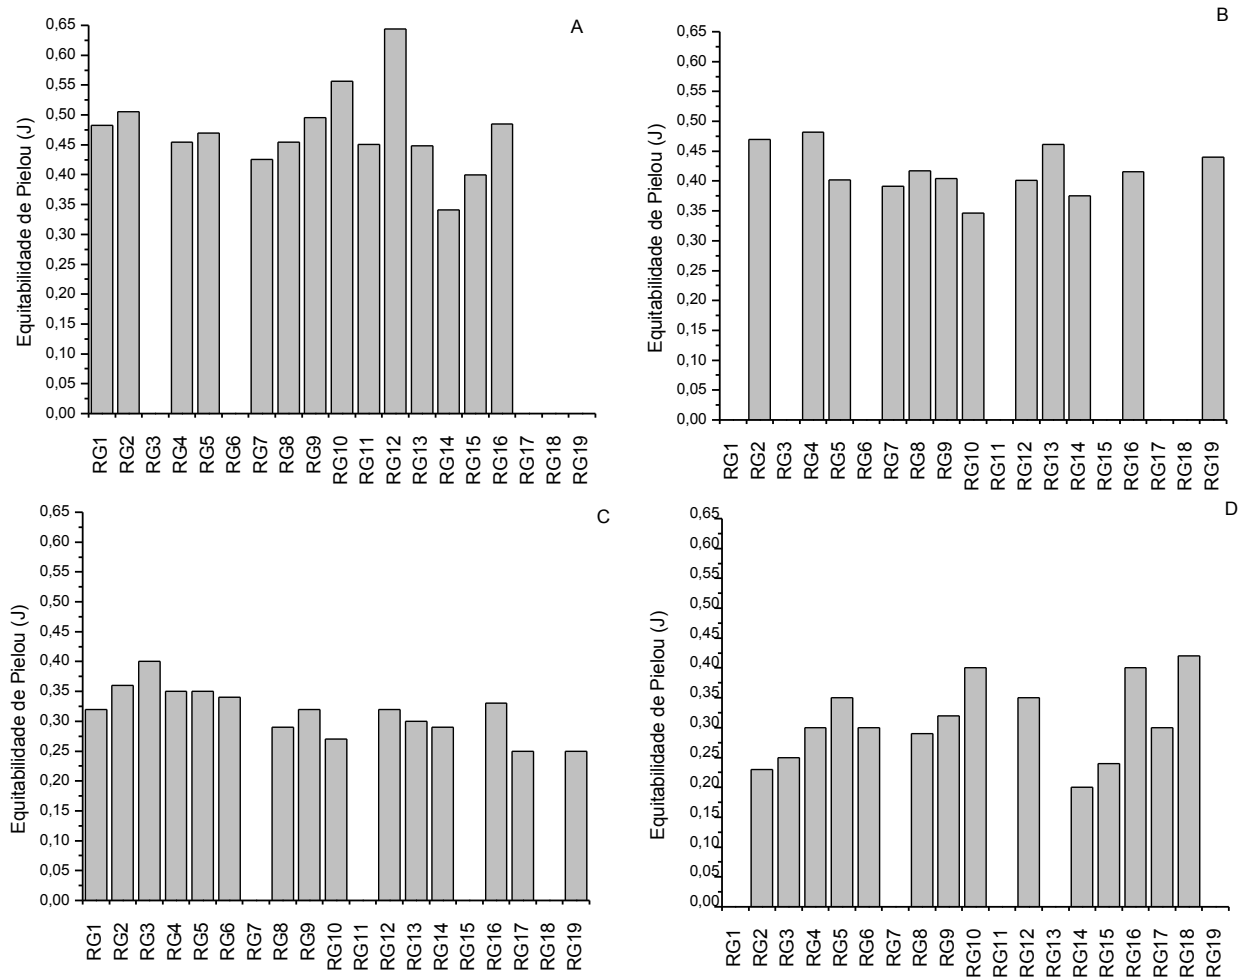 A
Equitabilidade de Pielou (J)
0,65
0,60
0,55
0,50
0,45
0,40
0,35
0,30
0,25
0,20
0,15
0,10
0,05
0,00
RG1
RG2
RG3
RG4
RG5
RG6
RG7
RG8
RG9
RG10
RG11
RG12
RG13
RG14
RG15
RG16
RG17
RG18
RG19
B
Equitabilidade de Pielou (J)
0,65
0,60
0,55
0,50
0,45
0,40
0,35
0,30
0,25
0,20
0,15
0,10
0,05
0,00
RG1
RG2
RG3
RG4
RG5
RG6
RG7
RG8
RG9
RG10
RG11
RG12
RG13
RG14
RG15
RG16
RG17
RG18
RG19
C
Equitabilidade de Pielou (J)
0,65
0,60
0,55
0,50
0,45
0,40
0,35
0,30
0,25
0,20
0,15
0,10
0,05
0,00
RG1
RG2
RG3
RG4
RG5
RG6
RG7
RG8
RG9
RG10
RG11
RG12
RG13
RG14
RG15
RG16
RG17
RG18
RG19
D
Equitabilidade de Pielou (J)
0,65
0,60
0,55
0,50
0,45
0,40
0,35
0,30
0,25
0,20
0,15
0,10
0,05
0,00
RG1
RG2
RG3
RG4
RG5
RG6
RG7
RG8
RG9
RG10
RG11
RG12
RG13
RG14
RG15
RG16
RG17
RG18
RG19